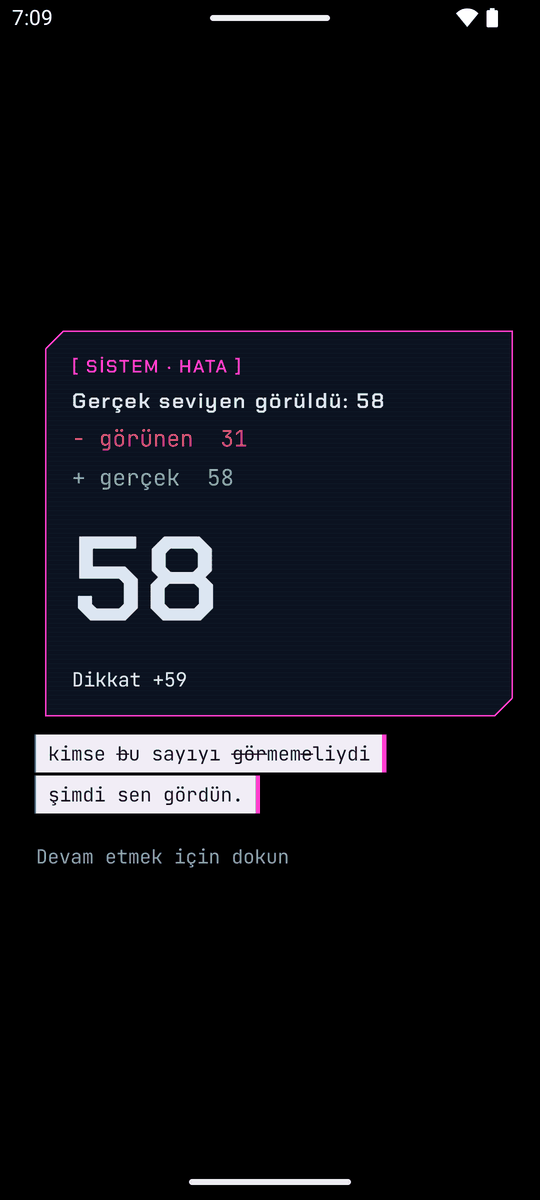 7:09
[ SİSTEM · HATA ]
Gerçek seviyen görüldü: 58
- görünen 31
+ gerçek 58
58
Dikkat +59
kimse bu sayıyı görmemeliydi
şimdi sen gördün.
Devam etmek için dokun